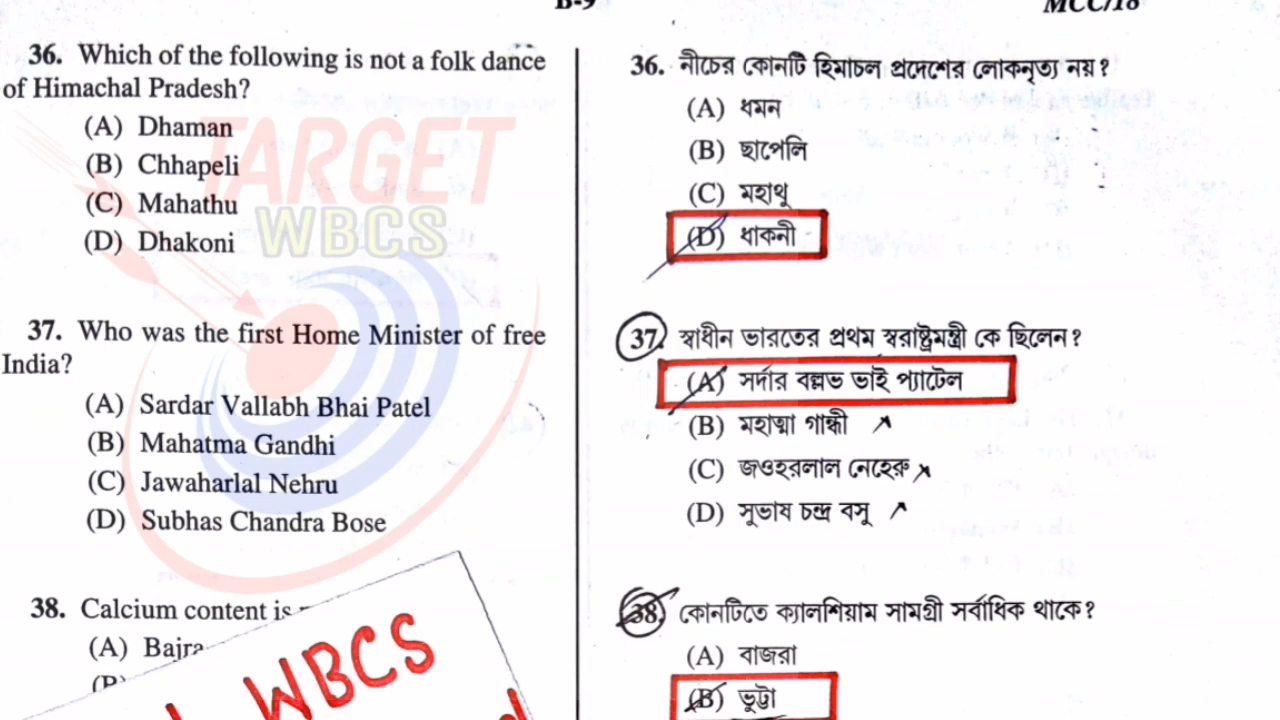 B-9
MCC/18
36. Which of the following is not a folk dance
of Himachal Pradesh?
(A) Dhaman
(B) Chhapeli
(C) Mahathu
(D) Dhakoni
37. Who was the first Home Minister of free
India?
(A) Sardar Vallabh Bhai Patel
(B) Mahatma Gandhi
(C) Jawaharlal Nehru
(D) Subhas Chandra Bose
38. Calcium content is
(A) Bajra
(B)
36. নীচের কোনটি হিমাচল প্রদেশের লোকনৃত্য নয়?
(A) ধমন
(B) ছাপেলি
(C) মহাথু
(D) ধাকনী
37. স্বাধীন ভারতের প্রথম স্বরাষ্ট্রমন্ত্রী কে ছিলেন?
(A) সর্দার বল্লভ ভাই প্যাটেল
(B) মহাত্মা গান্ধী
(C) জওহরলাল নেহেরু
(D) সুভাষ চন্দ্র বসু
38. কোনটিতে ক্যালশিয়াম সামগ্রী সর্বাধিক থাকে?
(A) বাজরা
(B) ভুট্টা
TARGET
WBCS
WBCS